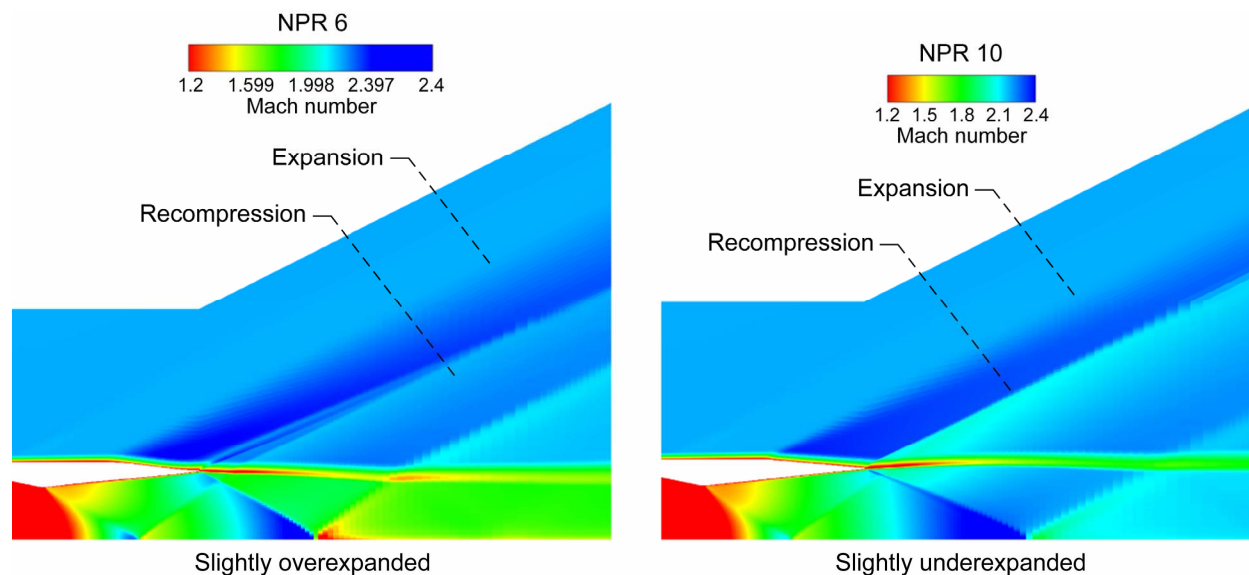 NPR 6
1.2 1.599 1.998 2.397 2.4
Mach number
Expansion
Recompression
Slightly overexpanded
NPR 10
1.2 1.5 1.8 2.1 2.4
Mach number
Expansion
Recompression
Slightly underexpanded